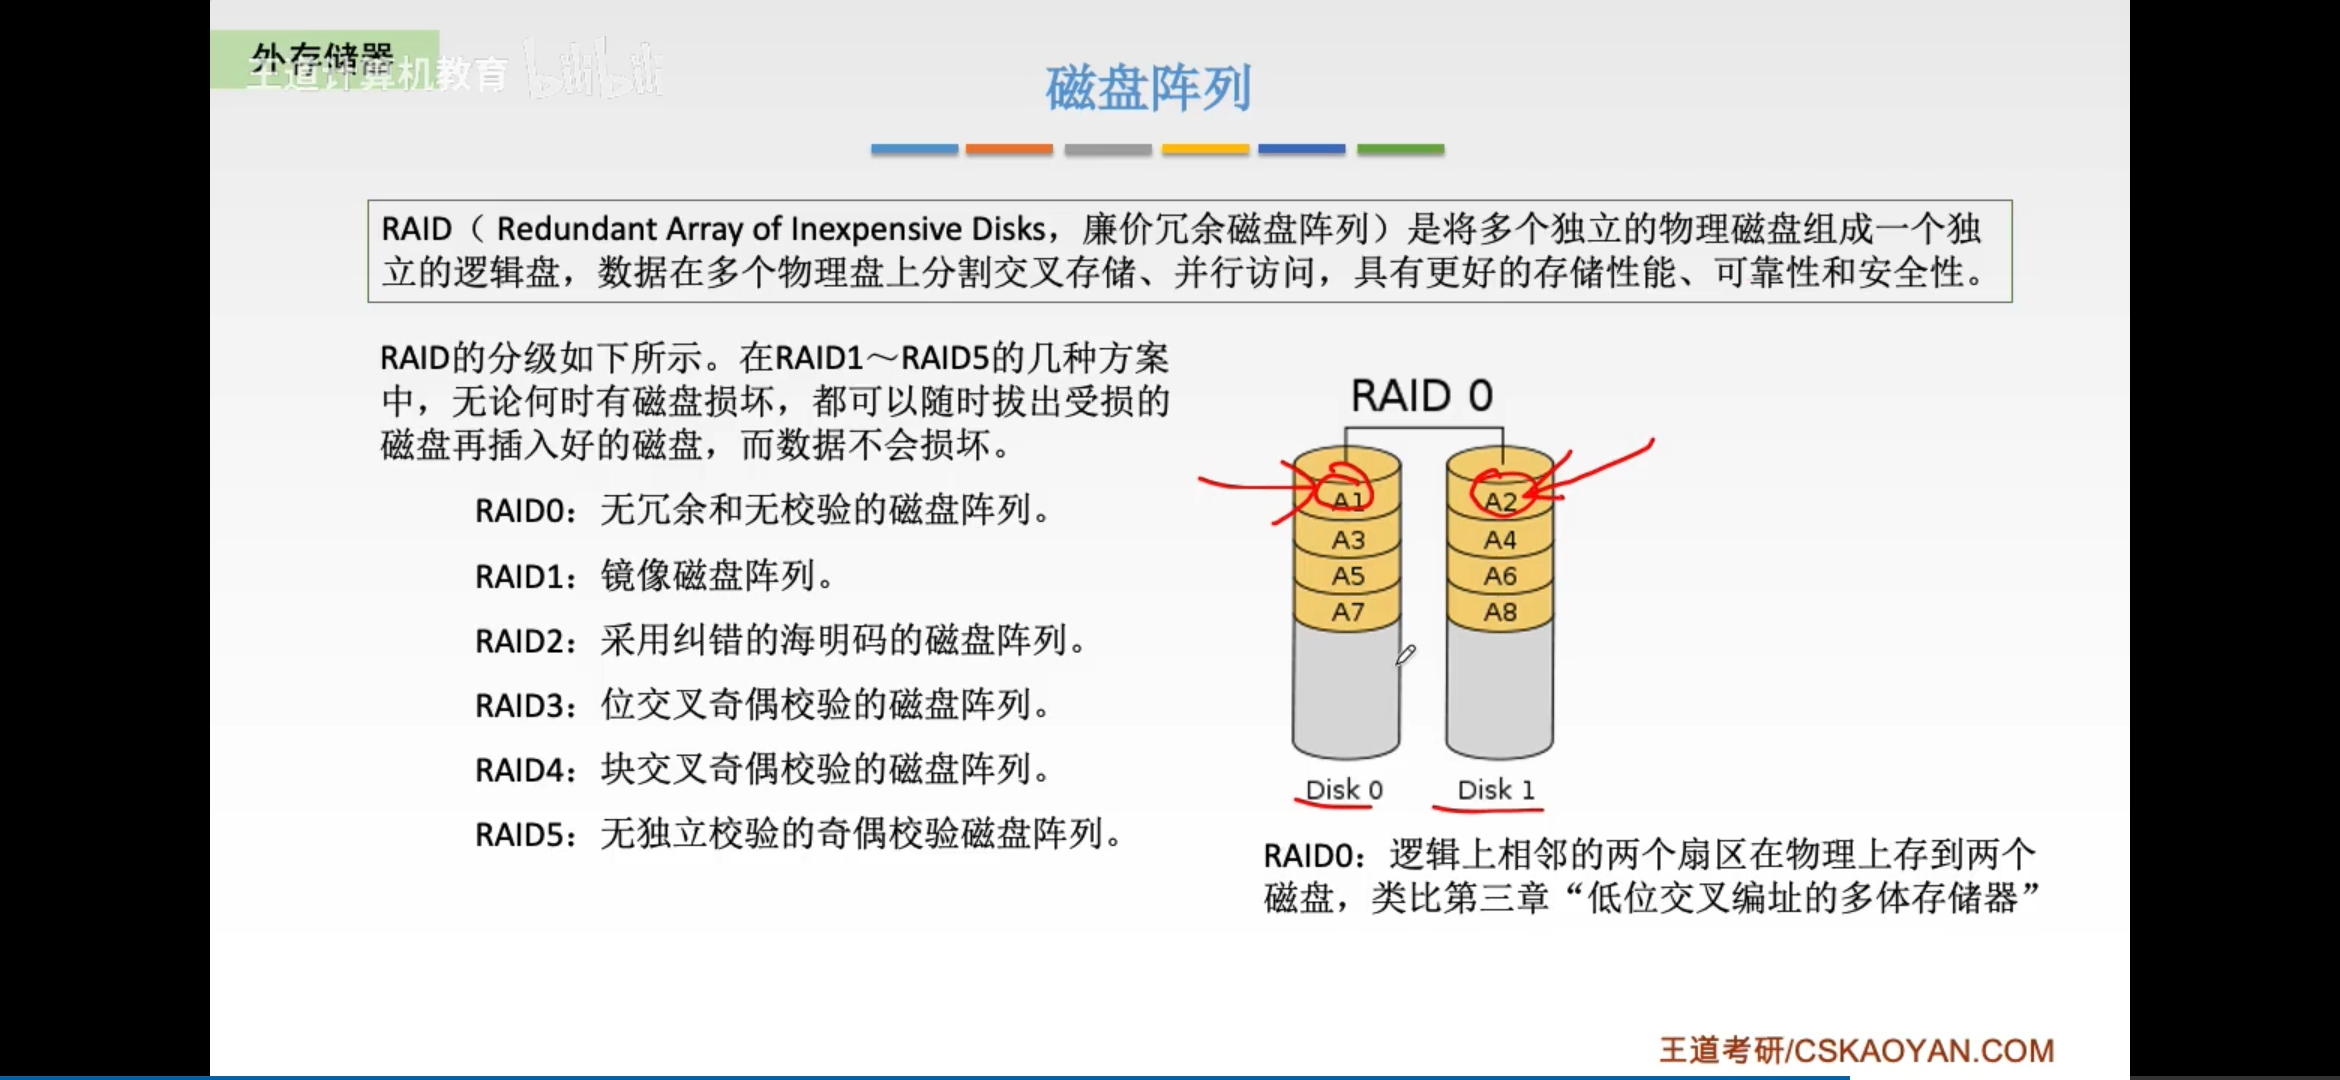 外存储器
王道计算机教育 bilibili
磁盘阵列
RAID（ Redundant Array of Inexpensive Disks，廉价冗余磁盘阵列）是将多个独立的物理磁盘组成一个独
立的逻辑盘，数据在多个物理盘上分割交叉存储、并行访问，具有更好的存储性能、可靠性和安全性。
RAID的分级如下所示。在RAID1～RAID5的几种方案
中，无论何时有磁盘损坏，都可以随时拔出受损的
磁盘再插入好的磁盘，而数据不会损坏。
RAID0：无冗余和无校验的磁盘阵列。
RAID1：镜像磁盘阵列。
RAID2：采用纠错的海明码的磁盘阵列。
RAID3：位交叉奇偶校验的磁盘阵列。
RAID4：块交叉奇偶校验的磁盘阵列。
RAID5：无独立校验的奇偶校验磁盘阵列。
RAID 0
A1 A2
A3 A4
A5 A6
A7 A8
Disk 0 Disk 1
RAID0：逻辑上相邻的两个扇区在物理上存到两个
磁盘，类比第三章“低位交叉编址的多体存储器”
王道考研/CSKAOYAN.COM